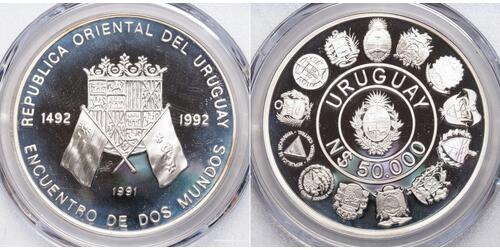 REPUBLICA ORIENTAL DEL URUGUAY
1492
1992
1991
ENCUENTRO DE DOS MUNDOS
URUGUAY
N$ 50.000